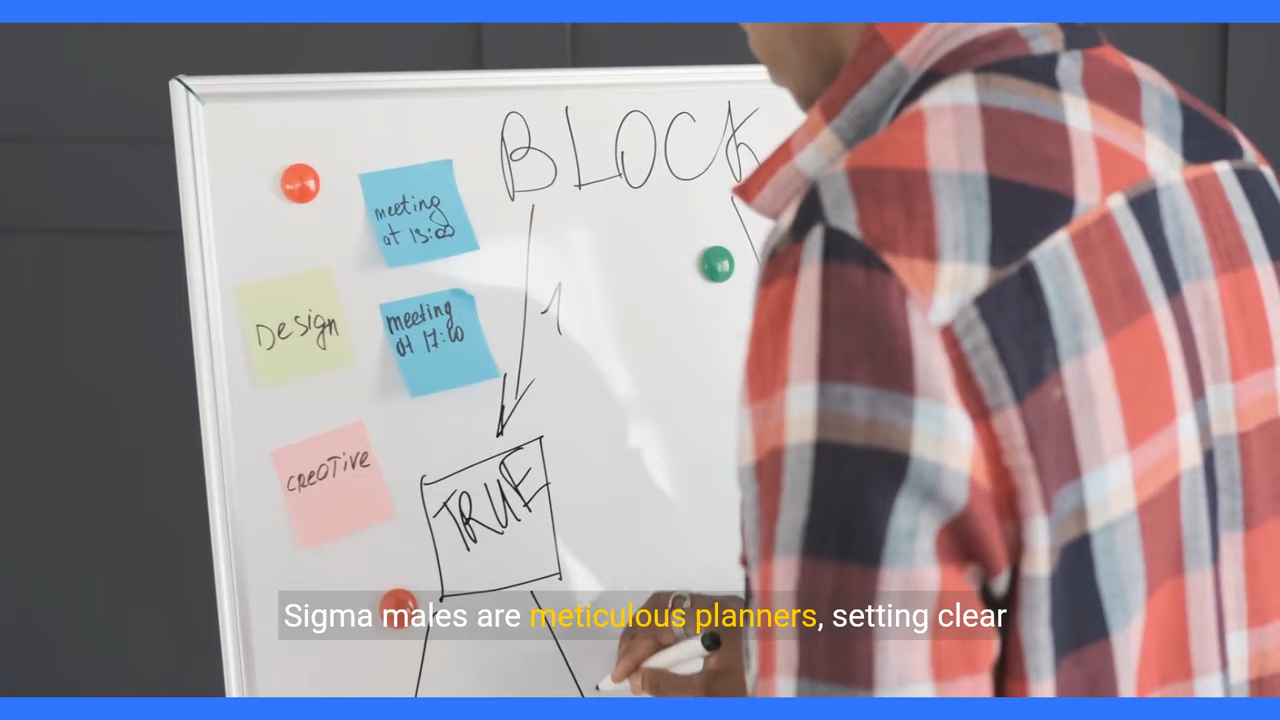 BLOCK
meeting
at 13:00
1
Design
meeting
at 17:00
creative
TRUE
Sigma males are meticulous planners, setting clear